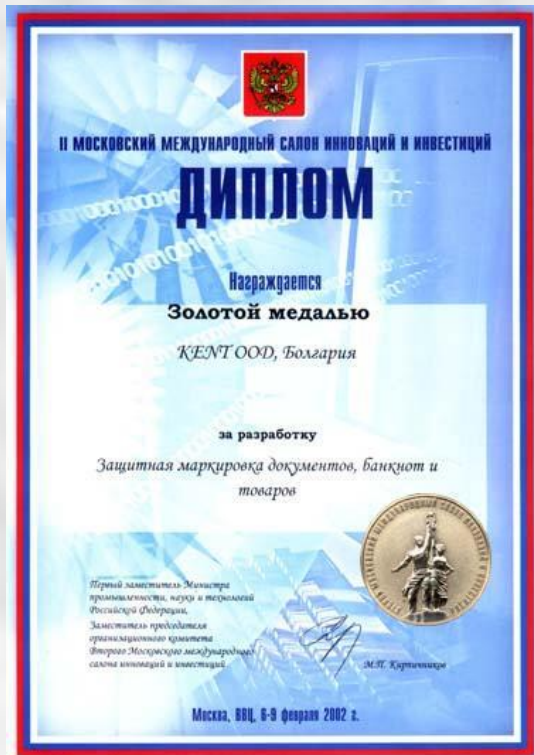 II МОСКОВСКИЙ МЕЖДУНАРОДНЫЙ САЛОН ИННОВАЦИЙ И ИНВЕСТИЦИЙ
ДИПЛОМ
Награждается
Золотой медалью
KENT OOD, Болгария
за разработку
Защитная маркировка документов, банкнот и
товаров
Первый заместитель Министра
промышленности, науки и технологий
Российской Федерации,
Заместитель председателя
организационного комитета
Второго Московского международного
салона инноваций и инвестиций
М.П. Кирпичников
Москва, ВВЦ, 6-9 февраля 2002 г.